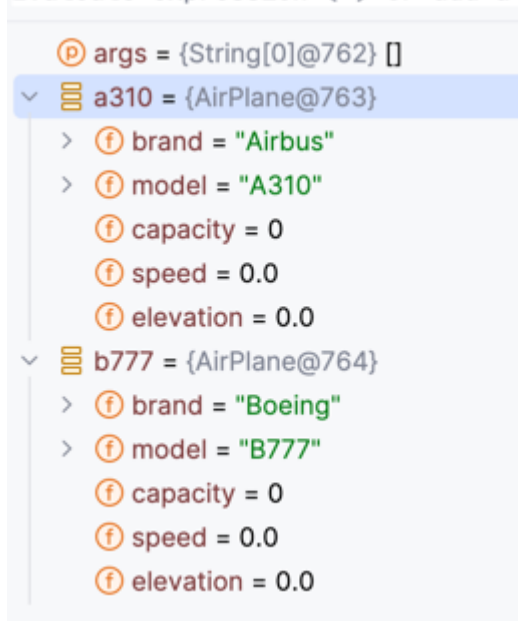 args = {String[0]@762} []
a310 = {AirPlane@763}
brand = "Airbus"
model = "A310"
capacity = 0
speed = 0.0
elevation = 0.0
b777 = {AirPlane@764}
brand = "Boeing"
model = "B777"
capacity = 0
speed = 0.0
elevation = 0.0